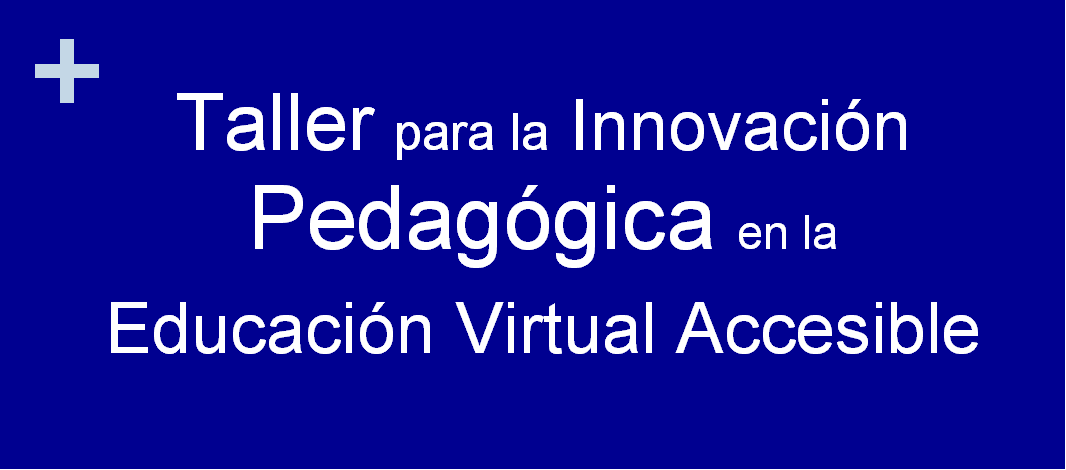 +
Taller para la Innovación
Pedagógica en la
Educación Virtual Accesible